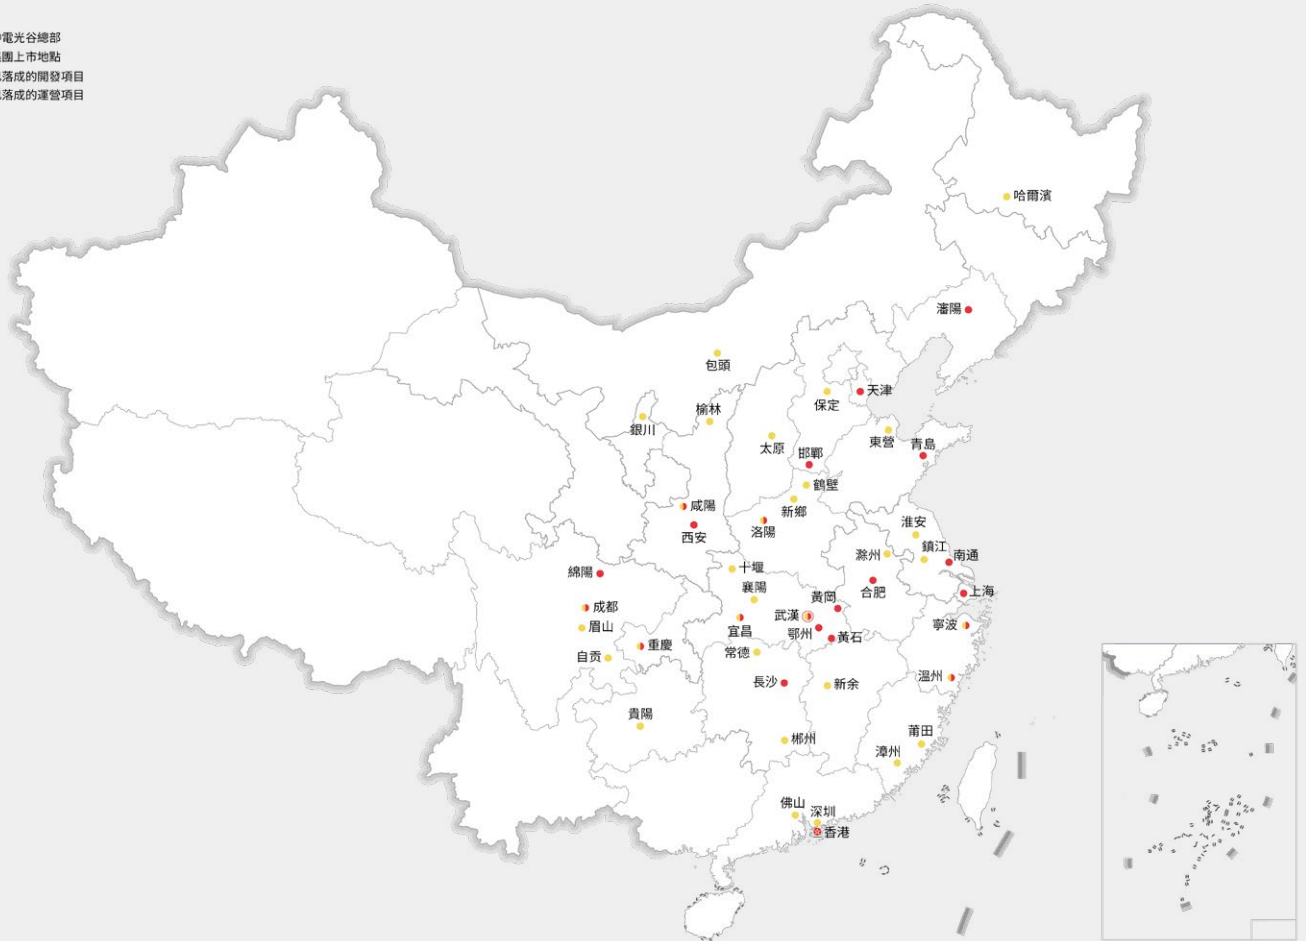 電光谷總部
團上市地點
落成的開發項目
落成的運營項目
哈爾濱
瀋陽
包頭
天津
保定
榆林
銀川
東營
青島
太原
邯鄲
鶴壁
新鄉
咸陽
西安
洛陽
淮安
鎮江
滁州
南通
十堰
綿陽
襄陽
合肥
上海
黃岡
成都
武漢
寧波
眉山
宜昌
鄂州
黃石
重慶
自贡
常德
溫州
長沙
新余
貴陽
莆田
郴州
漳州
佛山
深圳
香港